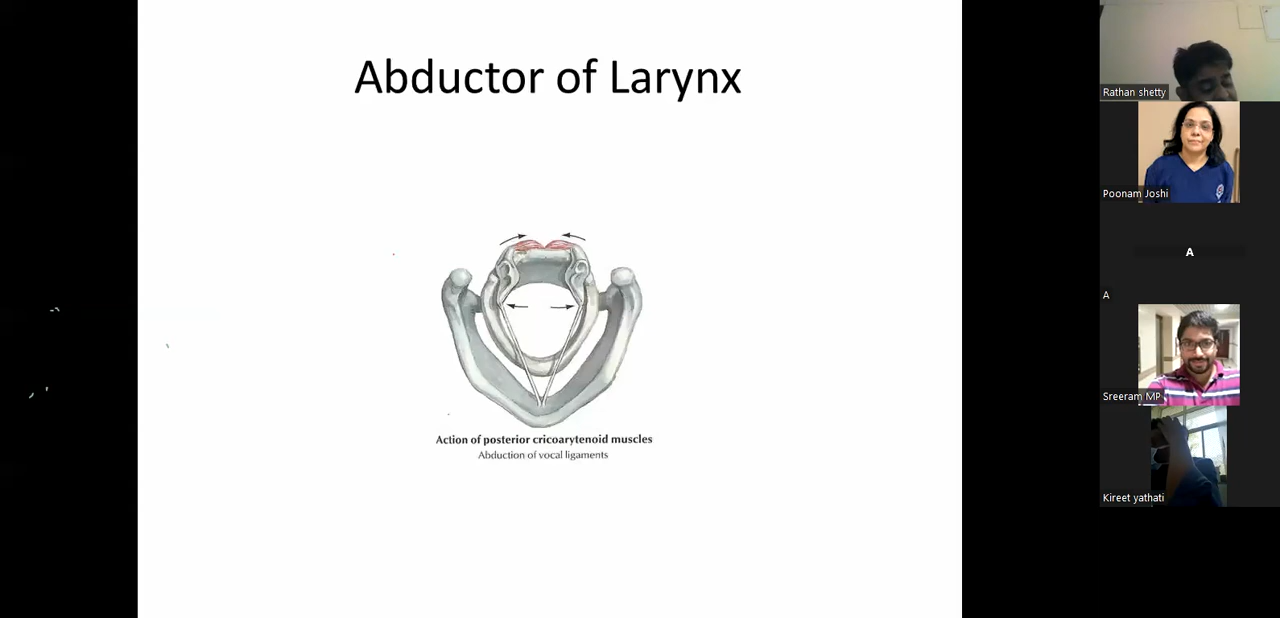 Abductor of Larynx
Action of posterior cricoarytenoid muscles
Abduction of vocal ligaments
Rathan shetty
Poonam Joshi
A
A
Sreeram MP
Kireet yathati